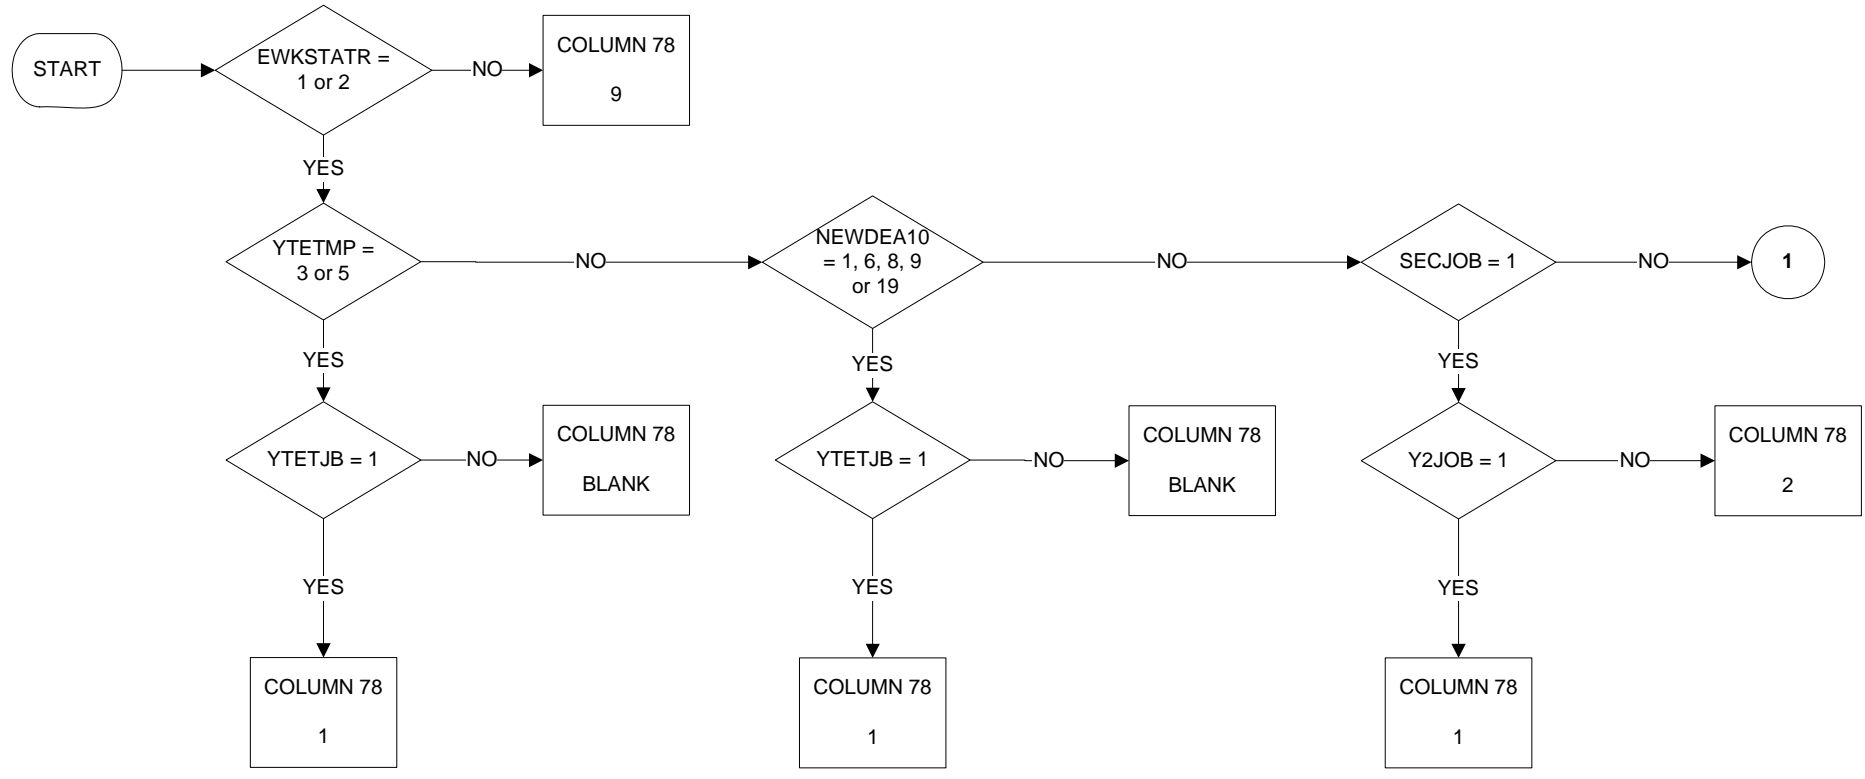 START
EWKSTATR =
1 or 2
NO
COLUMN 78
9
YES
YTETMP =
3 or 5
NO
NEWDEA10
= 1, 6, 8, 9
or 19
NO
SECJOB = 1
NO
1
YES
YES
YES
YTETJB = 1
NO
COLUMN 78
BLANK
YTETJB = 1
NO
COLUMN 78
BLANK
Y2JOB = 1
NO
COLUMN 78
2
YES
YES
YES
COLUMN 78
1
COLUMN 78
1
COLUMN 78
1